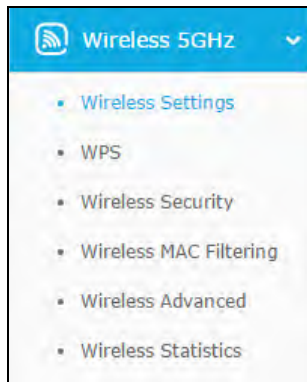 Wireless 5GHz
Wireless Settings
WPS
Wireless Security
Wireless MAC Filtering
Wireless Advanced
Wireless Statistics